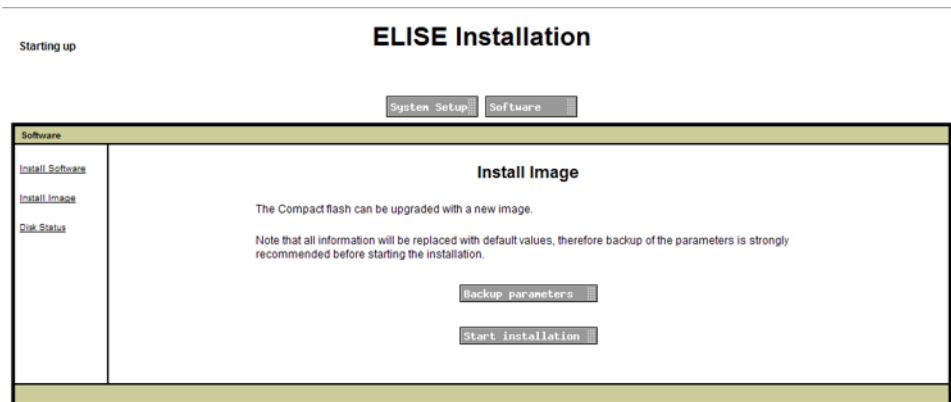 Starting up
ELISE Installation
System Setup
Software
Software
Install Software
Install Image
Disk Status
Install Image
The Compact flash can be upgraded with a new image.
Note that all information will be replaced with default values, therefore backup of the parameters is strongly
recommended before starting the installation.
Backup parameters
Start installation